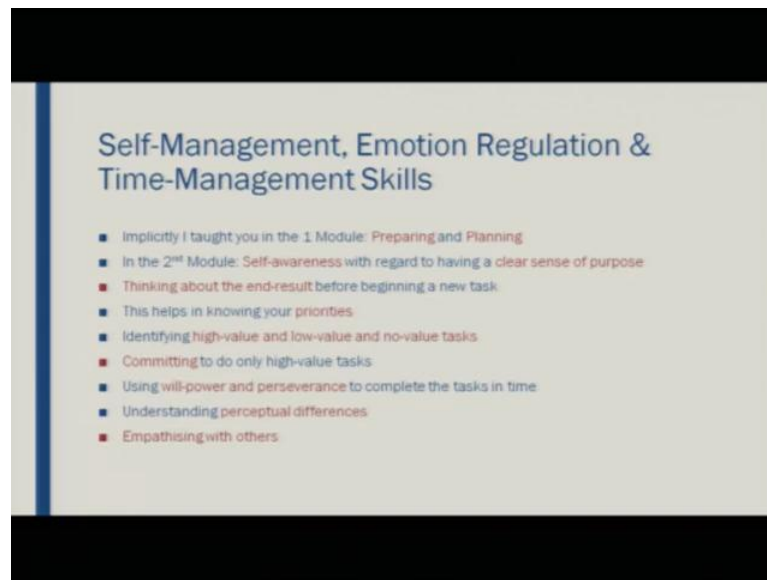 Self-Management, Emotion Regulation &
Time-Management Skills
■ Implicitly I taught you in the 1 Module: Preparing and Planning
■ In the 2nd Module: Self-awareness with regard to having a clear sense of purpose
■ Thinking about the end-result before beginning a new task
■ This helps in knowing your priorities
■ Identifying high-value and low-value and no-value tasks
■ Committing to do only high-value tasks
■ Using will-power and perseverance to complete the tasks in time
■ Understanding perceptual differences
■ Empathising with others